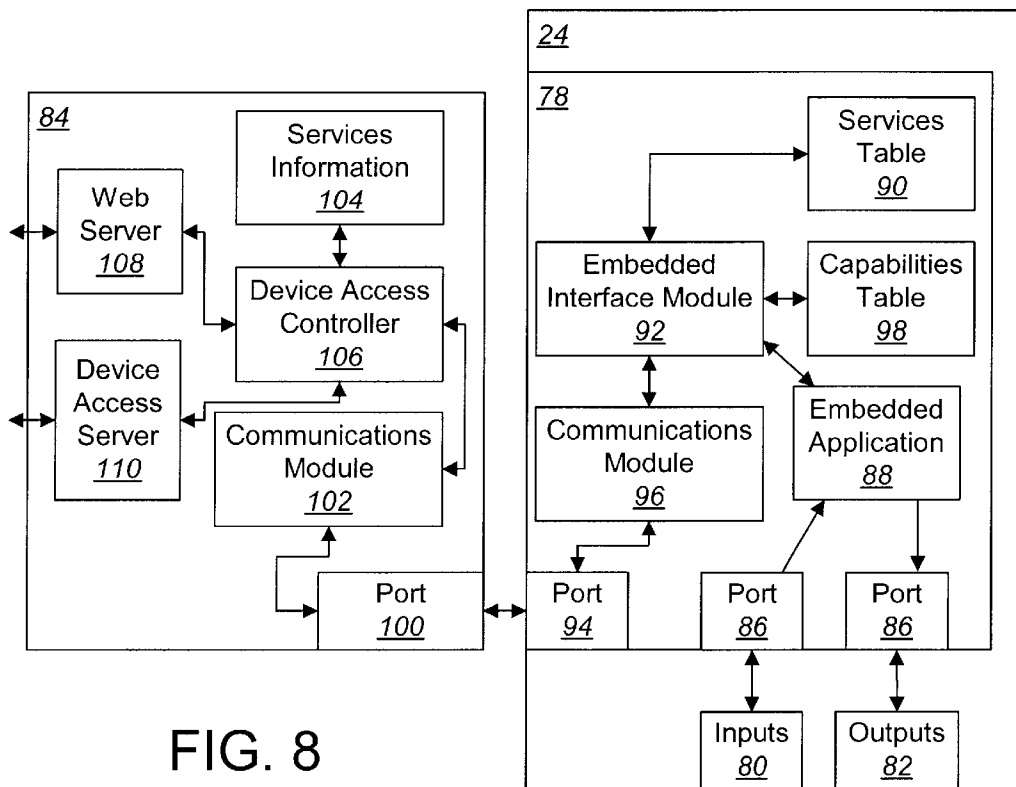 24
84
Services
Information
104
Web
Server
108
Device Access
Controller
106
Device
Access
Server
110
Communications
Module
102
Port
100
78
Services
Table
90
Embedded
Interface Module
92
Capabilities
Table
98
Communications
Module
96
Embedded
Application
88
Port
94
Port
86
Port
86
Inputs
80
Outputs
82
FIG. 8